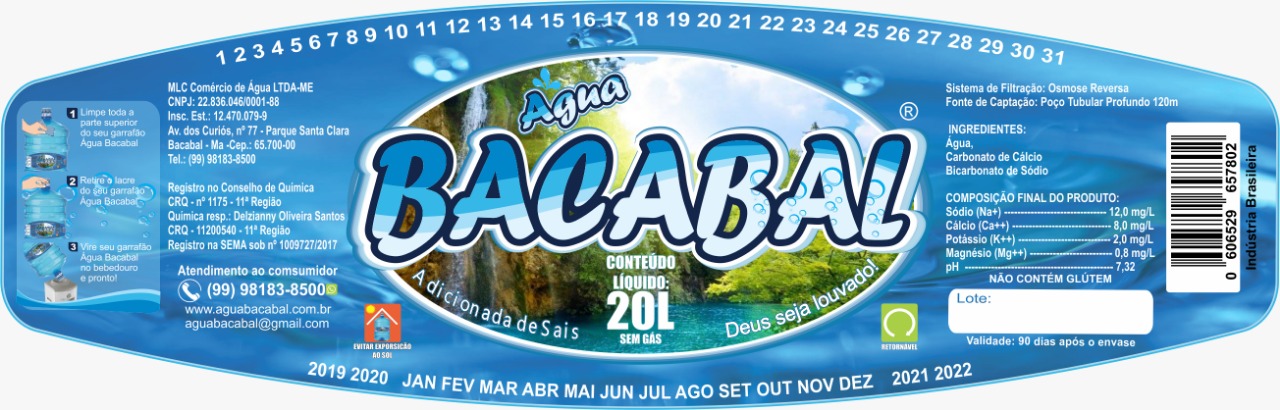 1 2 3 4 5 6 7 8 9 10 11 12 13 14 15 16 17 18 19 20 21 22 23 24 25 26 27 28 29 30 31
1 Limpe toda a
parte superior
do seu garrafão
Água Bacabal
2 Retire o lacre
do seu garrafão
Água Bacabal
3 Vire seu garrafão
Água Bacabal
no bebedouro
e pronto!
MLC Comércio de Água LTDA-ME
CNPJ: 22.836.046/0001-88
Insc. Est.: 12.470.079-9
Av. dos Curiós, nº 77 - Parque Santa Clara
Bacabal - Ma -Cep.: 65.700-00
Tel.: (99) 98183-8500
Registro no Conselho de Química
CRQ - nº 1175 - 11ª Região
Química resp.: Delzianny Oliveira Santos
CRQ - 11200540 - 11ª Região
Registro na SEMA sob nº 1009727/2017
Atendimento ao comsumidor
(99) 98183-8500
www.aguabacabal.com.br
aguabacabal@gmail.com
EVITAR EXPORSICÃO
AO SOL
Água
BACABAL
®
Adicionada de Sais
CONTEÚDO
LÍQUIDO:
20L
SEM GÁS
Deus seja louvado!
RETORNÁVEL
Sistema de Filtração: Osmose Reversa
Fonte de Captação: Poço Tubular Profundo 120m
INGREDIENTES:
Água,
Carbonato de Cálcio
Bicarbonato de Sódio
COMPOSIÇÃO FINAL DO PRODUTO:
Sódio (Na+) -------------------------------- 12,0 mg/L
Cálcio (Ca++) ------------------------------- 8,0 mg/L
Potássio (K++) ----------------------------- 2,0 mg/L
Magnésio (Mg++) ------------------------- 0,8 mg/L
pH ---------------------------------------------- 7,32
NÃO CONTÉM GLÚTEM
Lote:
Validade: 90 dias após o envase
0 606529 657802
Indústria Brasileira
2019 2020 JAN FEV MAR ABR MAI JUN JUL AGO SET OUT NOV DEZ 2021 2022